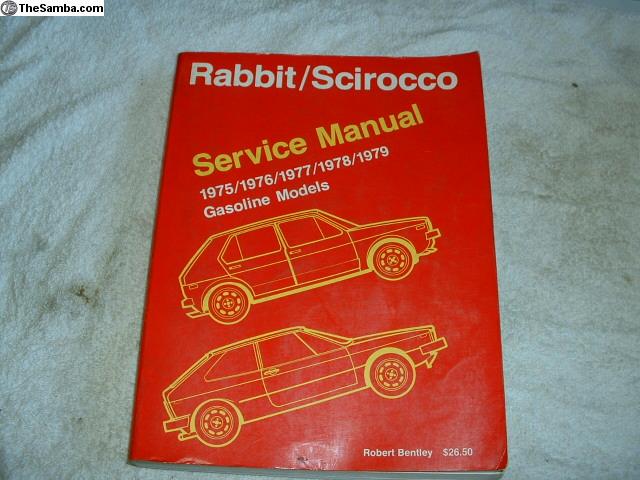 TheSamba.com
Rabbit/Scirocco
Service Manual
1975/1976/1977/1978/1979
Gasoline Models
Robert Bentley $26.50